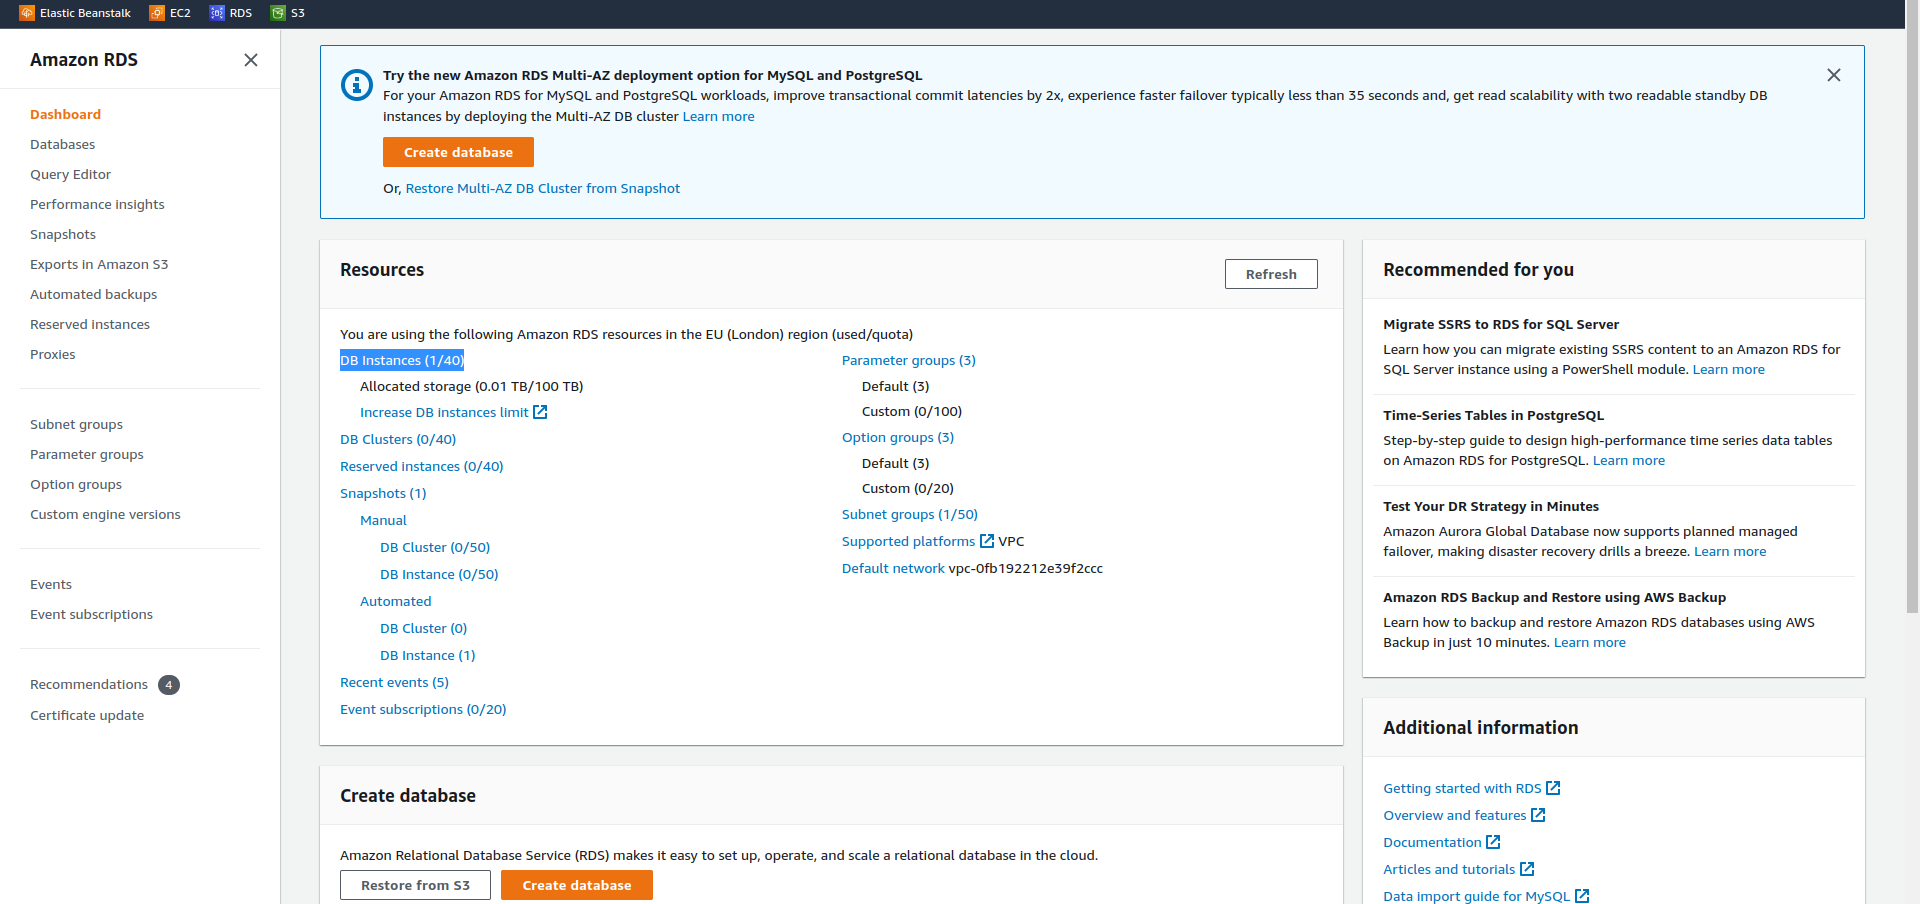 Elastic Beanstalk EC2 RDS S3
Amazon RDS
Dashboard
Databases
Query Editor
Performance insights
Snapshots
Exports in Amazon S3
Automated backups
Reserved instances
Proxies
Subnet groups
Parameter groups
Option groups
Custom engine versions
Events
Event subscriptions
Recommendations 4
Certificate update
Try the new Amazon RDS Multi-AZ deployment option for MySQL and PostgreSQL
For your Amazon RDS for MySQL and PostgreSQL workloads, improve transactional commit latencies by 2x, experience faster failover typically less than 35 seconds and, get read scalability with two readable standby DB
instances by deploying the Multi-AZ DB cluster Learn more
Create database
Or, Restore Multi-AZ DB Cluster from Snapshot
Resources
Refresh
You are using the following Amazon RDS resources in the EU (London) region (used/quota)
DB Instances (1/40)
Allocated storage (0.01 TB/100 TB)
Increase DB instances limit
DB Clusters (0/40)
Reserved instances (0/40)
Snapshots (1)
Manual
DB Cluster (0/50)
DB Instance (0/50)
Automated
DB Cluster (0)
DB Instance (1)
Recent events (5)
Event subscriptions (0/20)
Parameter groups (3)
Default (3)
Custom (0/100)
Option groups (3)
Default (3)
Custom (0/20)
Subnet groups (1/50)
Supported platforms VPC
Default network vpc-0fb192212e39f2ccc
Create database
Amazon Relational Database Service (RDS) makes it easy to set up, operate, and scale a relational database in the cloud.
Restore from S3 Create database
Recommended for you
Migrate SSRS to RDS for SQL Server
Learn how you can migrate existing SSRS content to an Amazon RDS for
SQL Server instance using a PowerShell module. Learn more
Time-Series Tables in PostgreSQL
Step-by-step guide to design high-performance time series data tables
on Amazon RDS for PostgreSQL. Learn more
Test Your DR Strategy in Minutes
Amazon Aurora Global Database now supports planned managed
failover, making disaster recovery drills a breeze. Learn more
Amazon RDS Backup and Restore using AWS Backup
Learn how to backup and restore Amazon RDS databases using AWS
Backup in just 10 minutes. Learn more
Additional information
Getting started with RDS
Overview and features
Documentation
Articles and tutorials
Data import guide for MySQL